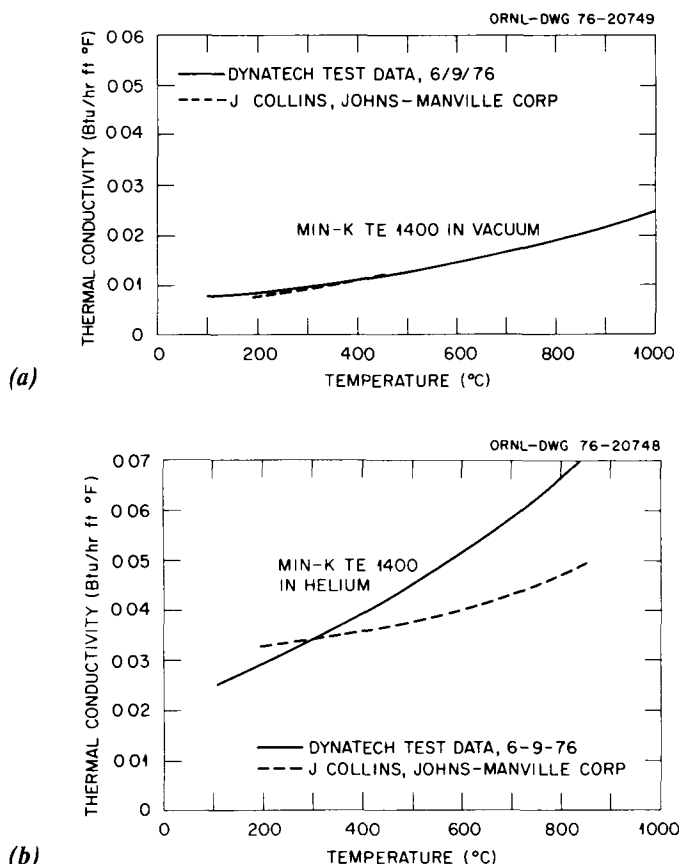 ORNL-DWG 76-20749
0 06
0 05
0 04
0 03
0 02
0 01
0
THERMAL CONDUCTIVITY (Btu/hr ft °F)
DYNATECH TEST DATA, 6/9/76
J COLLINS, JOHNS-MANVILLE CORP
MIN-K TE 1400 IN VACUUM
0 200 400 600 800 1000
TEMPERATURE (°C)
(a)
ORNL-DWG 76-20748
0 07
0 06
0 05
0 04
0 03
0 02
0 01
0
THERMAL CONDUCTIVITY (Btu/hr ft °F)
MIN-K TE 1400
IN HELIUM
DYNATECH TEST DATA, 6-9-76
J COLLINS, JOHNS-MANVILLE CORP
0 200 400 600 800 1000
TEMPERATURE (°C)
(b)